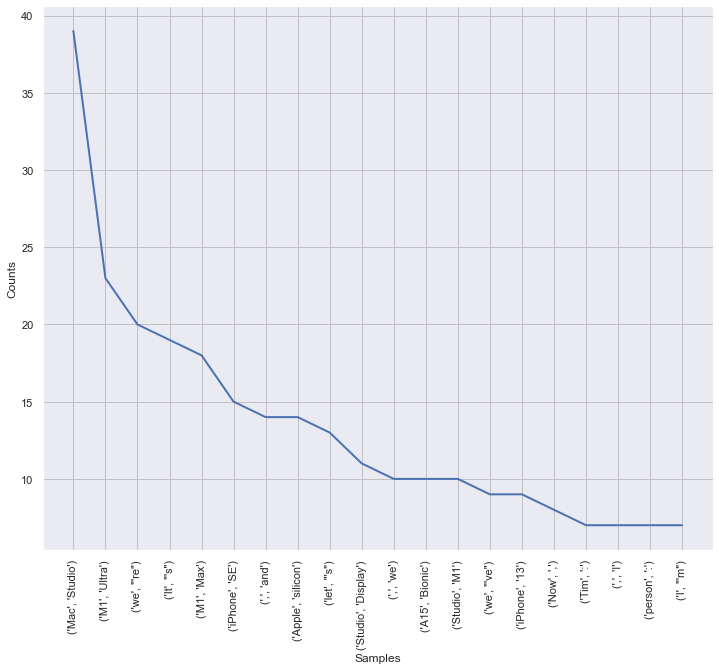 40
35
30
25
20
15
10
Counts
('Mac', 'Studio')
('M1', 'Ultra')
('we', "'re")
('It', "'s")
('M1', 'Max')
('iPhone', 'SE')
(',', 'and')
('Apple', 'silicon')
('let', "'s")
('Studio', 'Display')
(',', 'we')
('A15', 'Bionic')
('Studio', 'M1')
('we', "'ve")
('iPhone', '13')
('Now', ',')
('Tim', ':')
(',', 'I')
('person', ':')
('I', "'m")
Samples